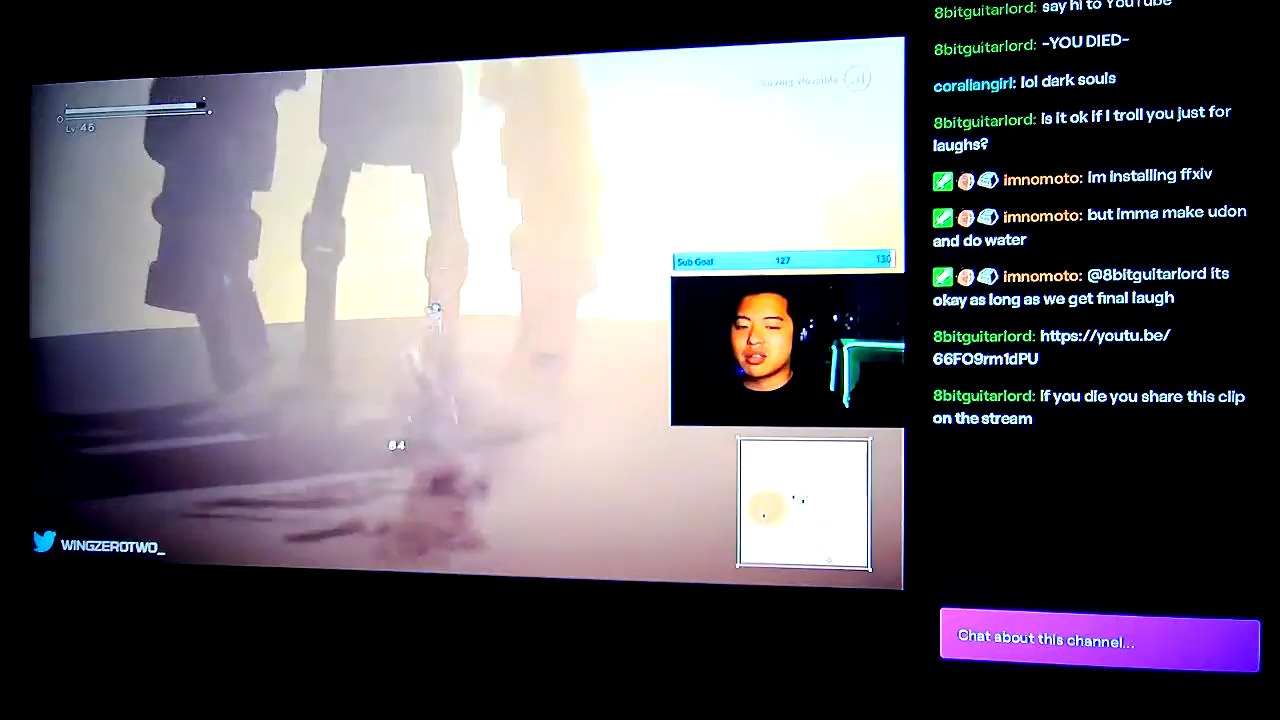 8bitguitarlord: say hi to YouTube
8bitguitarlord: -YOU DIED-
coraliangirl: lol dark souls
8bitguitarlord: Is it ok if I troll you just for
laughs?
imnomoto: im installing ffxiv
imnomoto: but imma make udon
and do water
imnomoto: @8bitguitarlord its
okay as long as we get final laugh
8bitguitarlord: https://youtu.be/
66FO9rm1dPU
8bitguitarlord: If you die you share this clip
on the stream
Chat about this channel...
Saving Possible
Lv 46
Sub Goal 127 130
84
WINGZEROTWO_